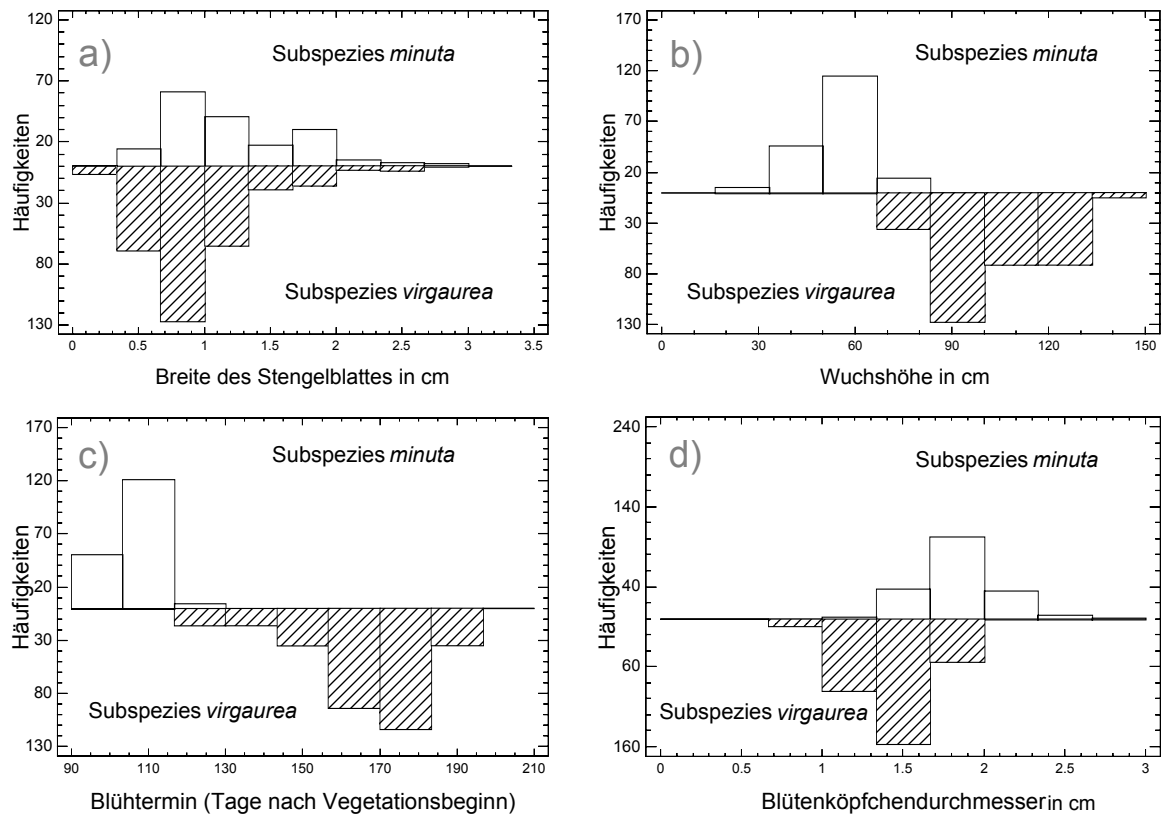 a)
Subspezies minuta
Subspezies virgaurea
Häufigkeiten
120
70
20
30
80
130
0 0.5 1 1.5 2 2.5 3 3.5
Breite des Stengelblattes in cm
b)
Subspezies minuta
Subspezies virgaurea
Häufigkeiten
170
120
70
20
30
80
130
0 30 60 90 120 150
Wuchshöhe in cm
c)
Subspezies minuta
Subspezies virgaurea
Häufigkeiten
170
120
70
20
30
80
130
90 110 130 150 170 190 210
Blühtermin (Tage nach Vegetationsbeginn)
d)
Subspezies minuta
Subspezies virgaurea
Häufigkeiten
240
140
40
60
160
0 0.5 1 1.5 2 2.5 3
Blütenköpfchendurchmesser in cm